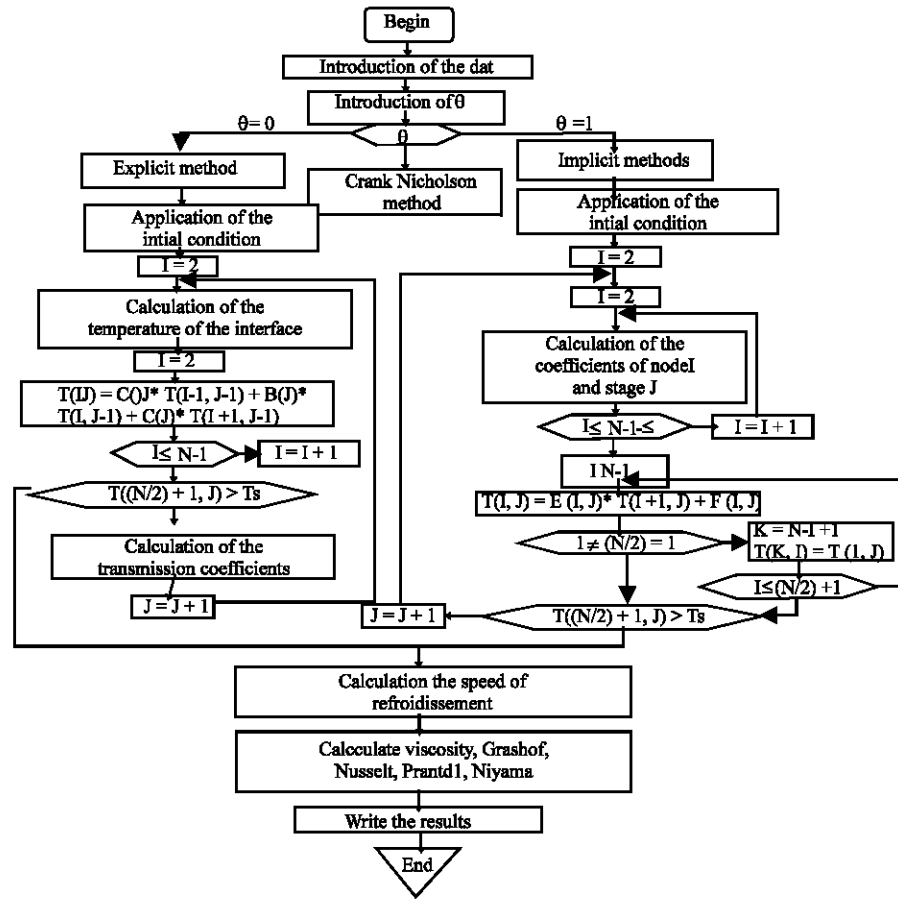 Begin
Introduction of the dat
Introduction of θ
θ= 0
θ
θ =1
Explicit method
Crank Nicholson
method
Implicit methods
Application of the
intial condition
I = 2
Calculation of the
temperature of the interface
I = 2
T(IJ) = C()J* T(I-1, J-1) + B(J)*
T(I, J-1) + C(J)* T(I +1, J-1)
I≤ N-1
I = I + 1
T((N/2) + 1, J) > Ts
Calculation of the
transmission coefficients
J = J + 1
Application of the
intial condition
I = 2
I = 2
Calculation of the
coefficients of nodeI
and stage J
I≤ N-1-≤
I = I + 1
I N-1
T(I, J) = E (I, J)* T(I +1, J) + F (I, J)
1 ≠ (N/2) = 1
K = N-I +1
T(K, I) = T (1, J)
I≤(N/2) +1
T((N/2) + 1, J) > Ts
J = J + 1
Calculation the speed of
refroidissement
Calcculate viscosity, Grashof,
Nusselt, Prantd1, Niyama
Write the results
End